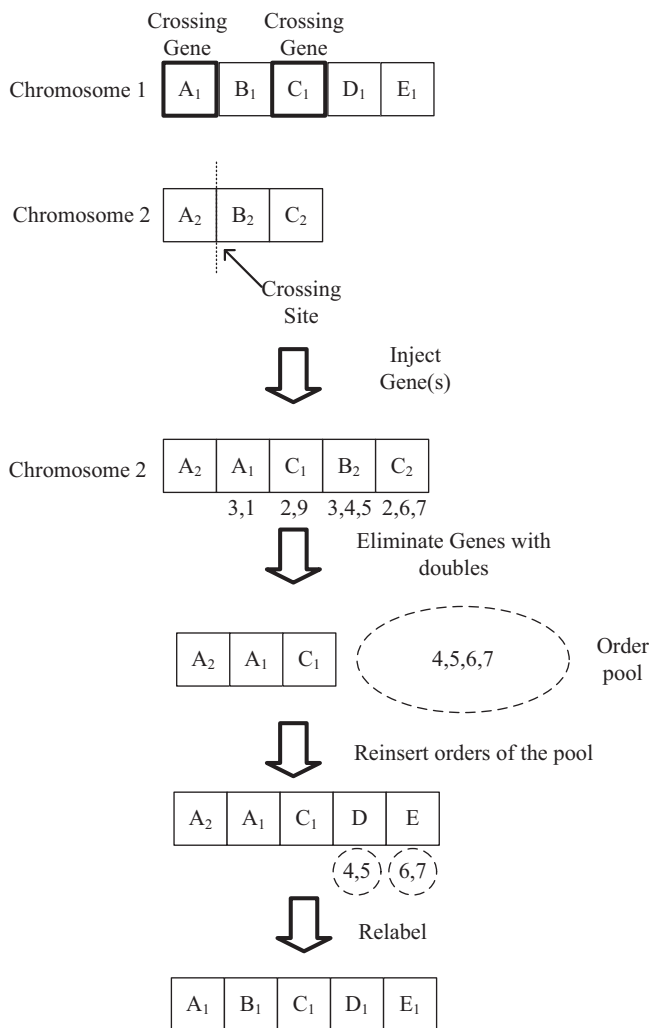 Crossing Gene Crossing Gene
Chromosome 1 A₁ B₁ C₁ D₁ E₁
Chromosome 2 A₂ B₂ C₂
Crossing
Site
Inject
Gene(s)
Chromosome 2 A₂ A₁ C₁ B₂ C₂
3,1 2,9 3,4,5 2,6,7
Eliminate Genes with
doubles
A₂ A₁ C₁ 4,5,6,7 Order
pool
Reinsert orders of the pool
A₂ A₁ C₁ D E
4,5 6,7
Relabel
A₁ B₁ C₁ D₁ E₁